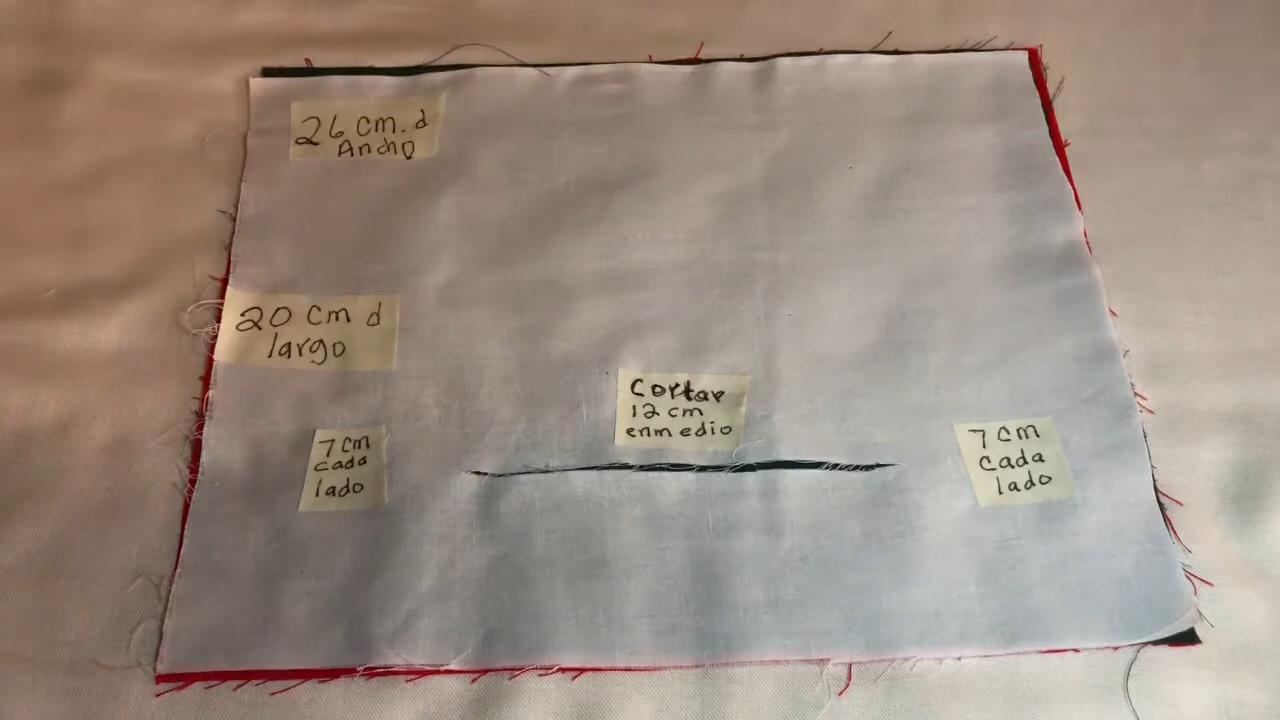 26 cm. d
Ancho
20 cm d
largo
Cortar
12 cm
enmedio
7 cm
cada
lado
7 cm
cada
lado